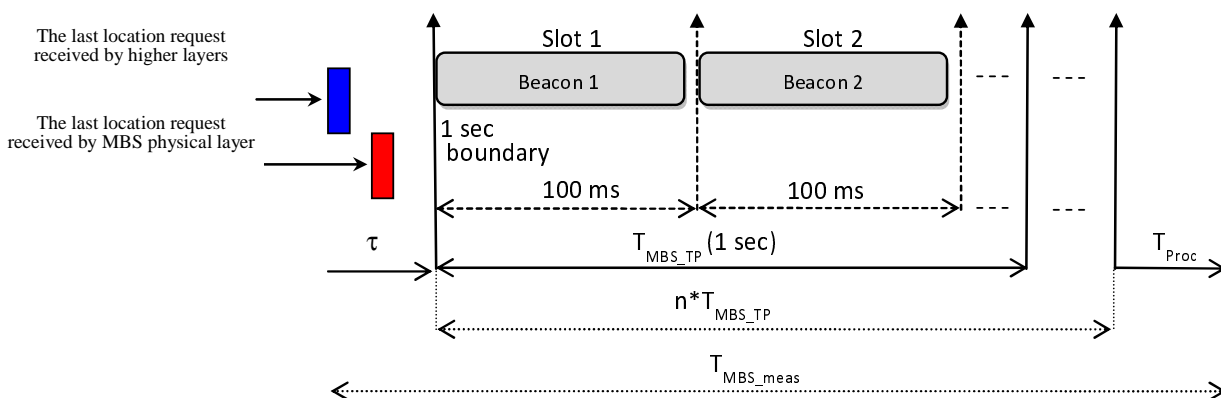 The last location request
received by higher layers
The last location request
received by MBS physical layer
Slot 1
Slot 2
Beacon 1
Beacon 2
1 sec
boundary
100 ms
100 ms
τ
T_MBS_TP (1 sec)
T_Proc
n*T_MBS_TP
T_MBS_meas